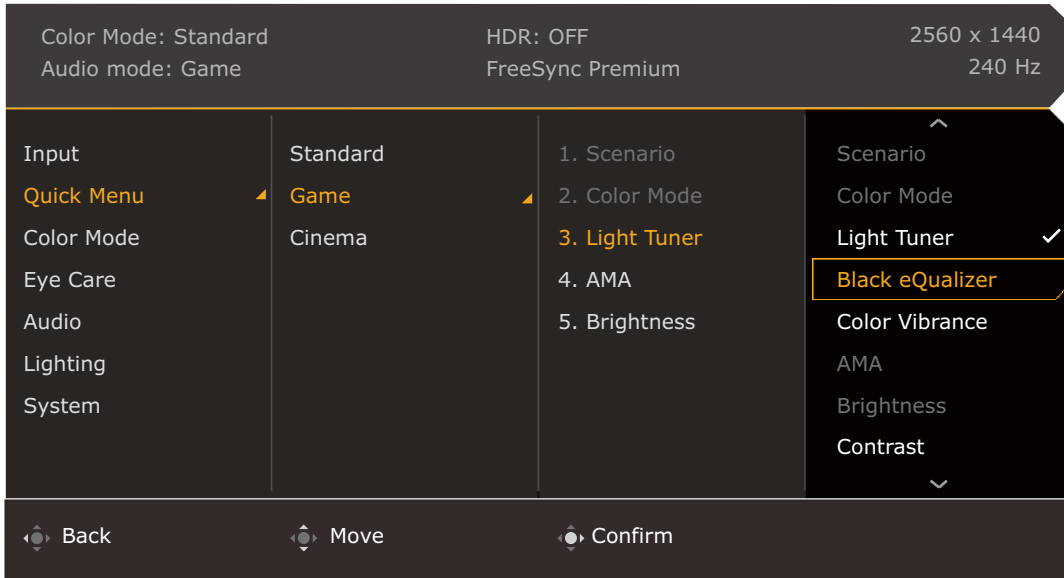 Color Mode: Standard
HDR: OFF
2560 x 1440
Audio mode: Game
FreeSync Premium
240 Hz
Input
Quick Menu
Color Mode
Eye Care
Audio
Lighting
System
Standard
Game
Cinema
1. Scenario
2. Color Mode
3. Light Tuner
4. AMA
5. Brightness
Scenario
Color Mode
Light Tuner
Black eQualizer
Color Vibrance
AMA
Brightness
Contrast
Back
Move
Confirm